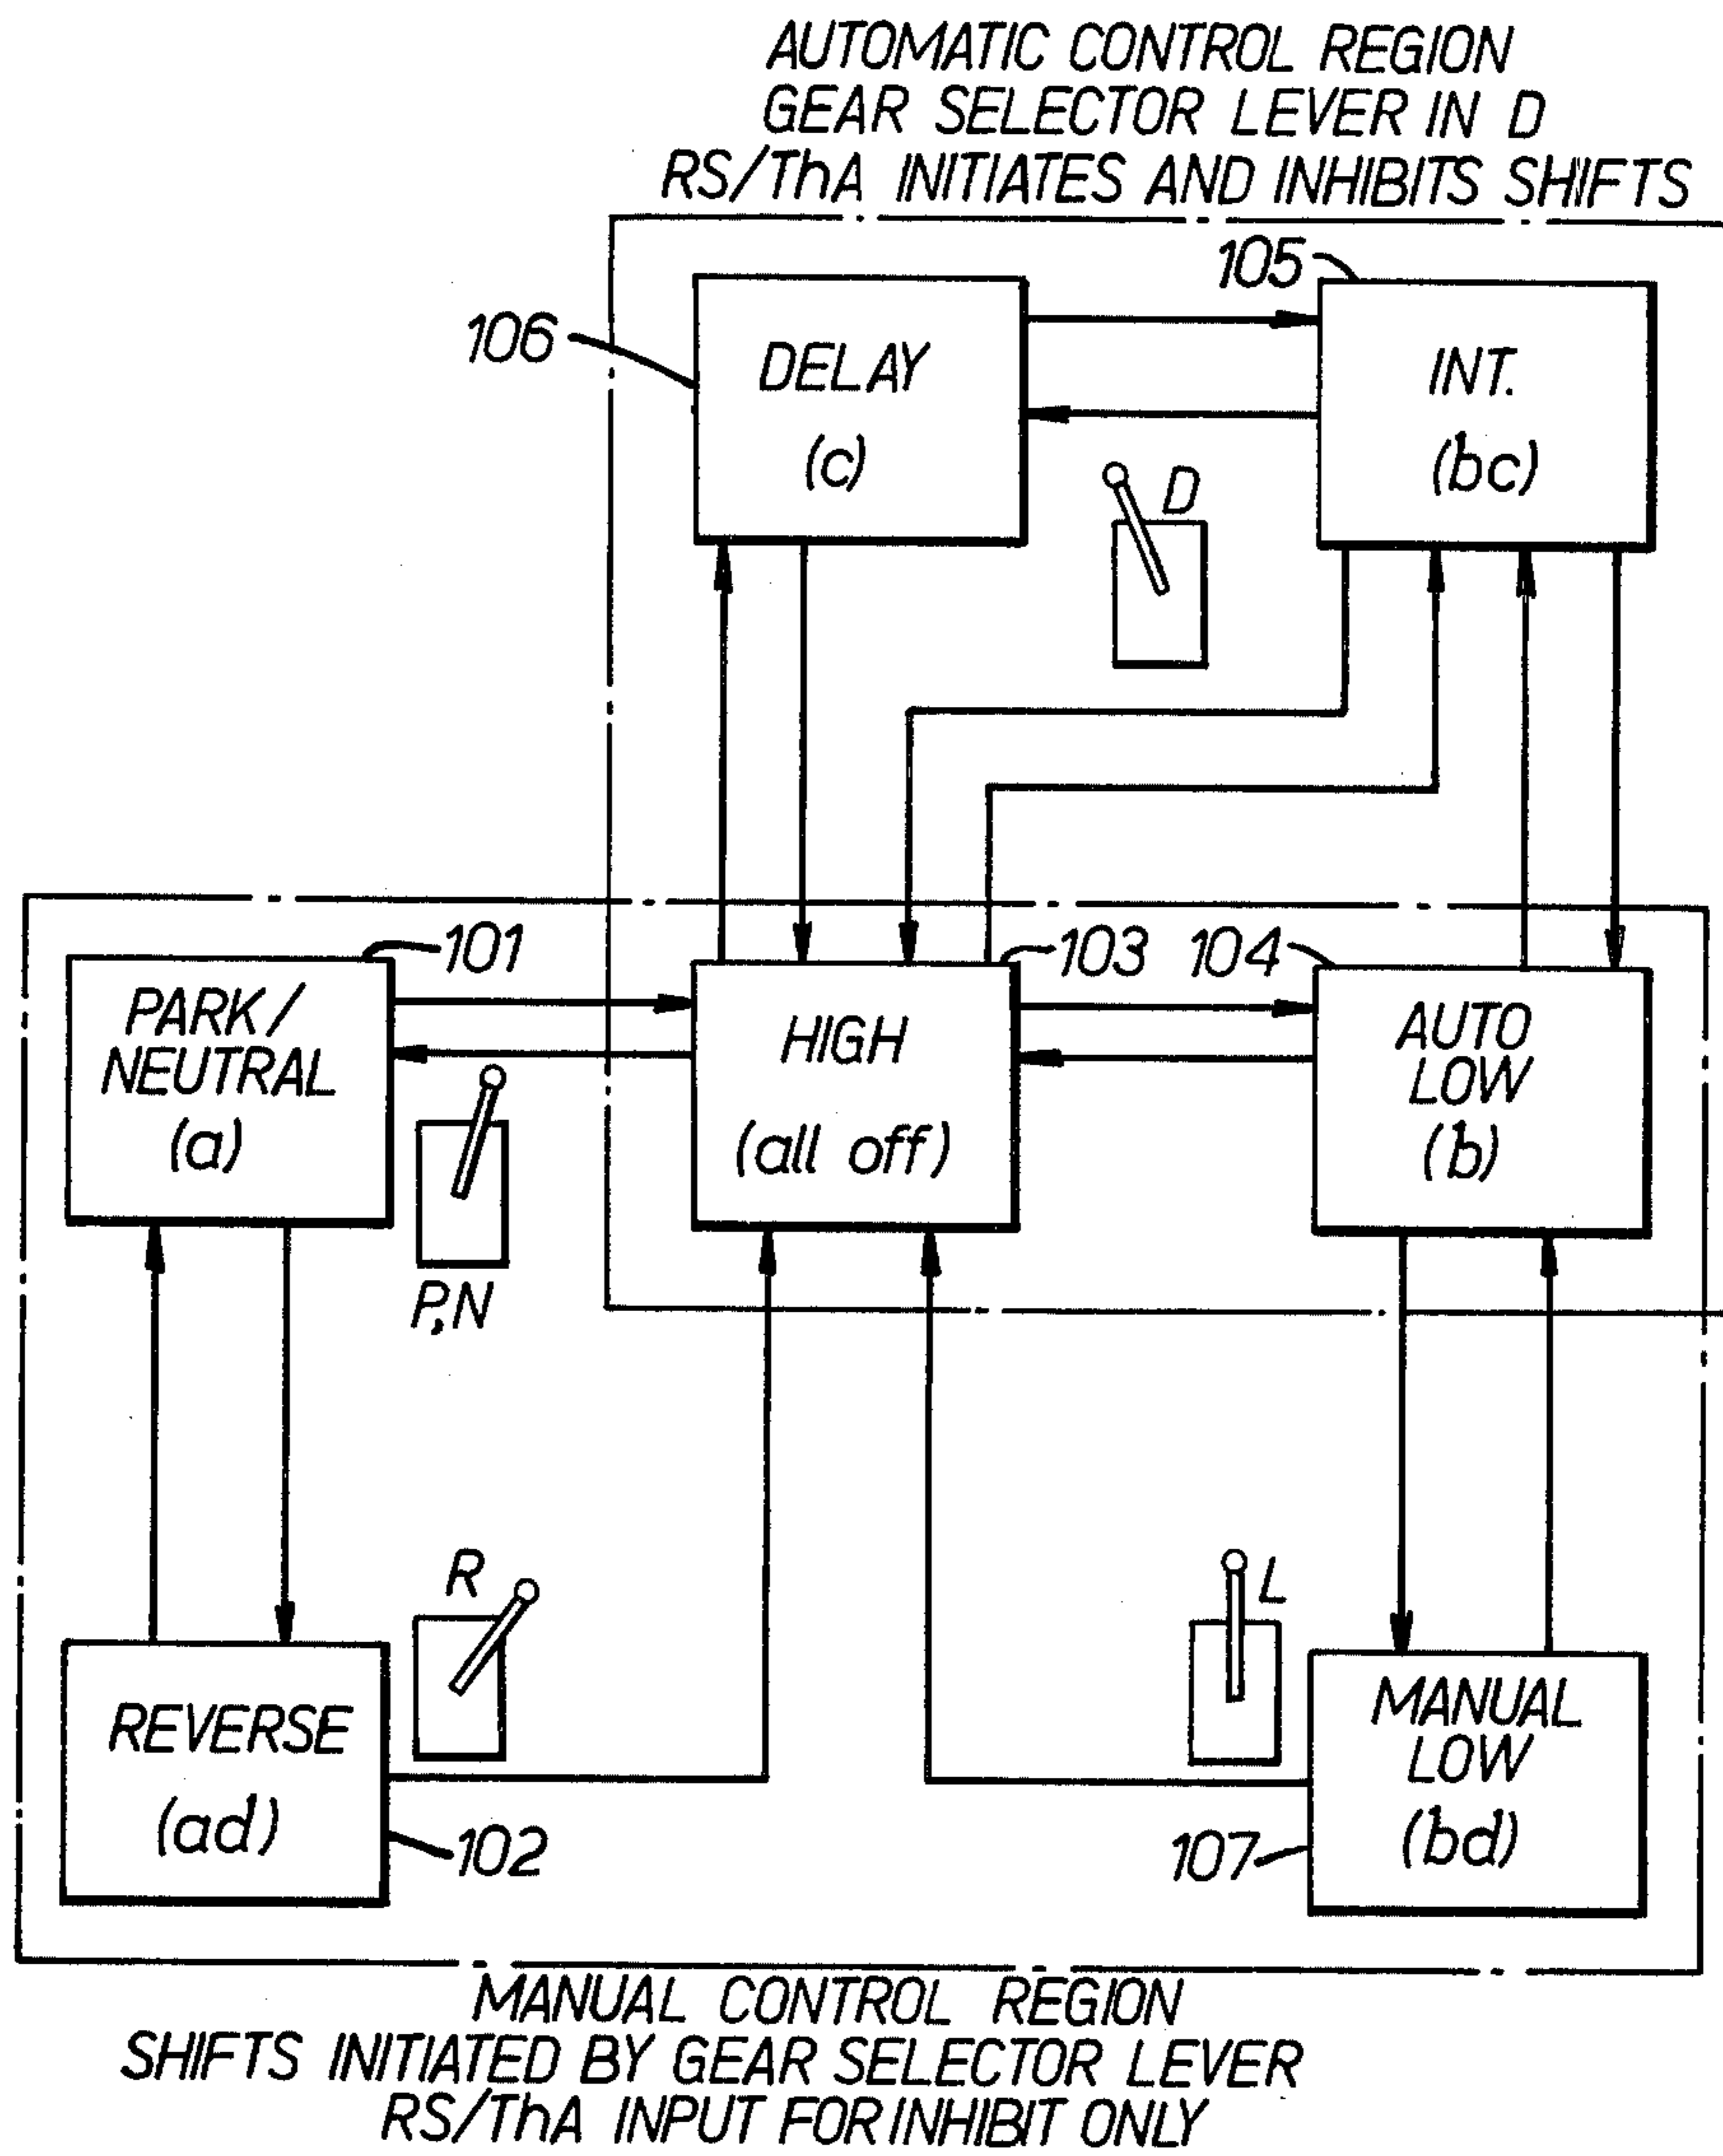 AUTOMATIC CONTROL REGION
GEAR SELECTOR LEVER IN D
RS/ThA INITIATES AND INHIBITS SHIFTS
105
106
DELAY
(c)
INT.
(bc)
D
101
103
104
PARK/
NEUTRAL
(a)
HIGH
(all off)
AUTO
LOW
(b)
P,N
R
L
REVERSE
(ad)
102
MANUAL
LOW
(bd)
107
MANUAL CONTROL REGION
SHIFTS INITIATED BY GEAR SELECTOR LEVER
RS/ThA INPUT FOR INHIBIT ONLY